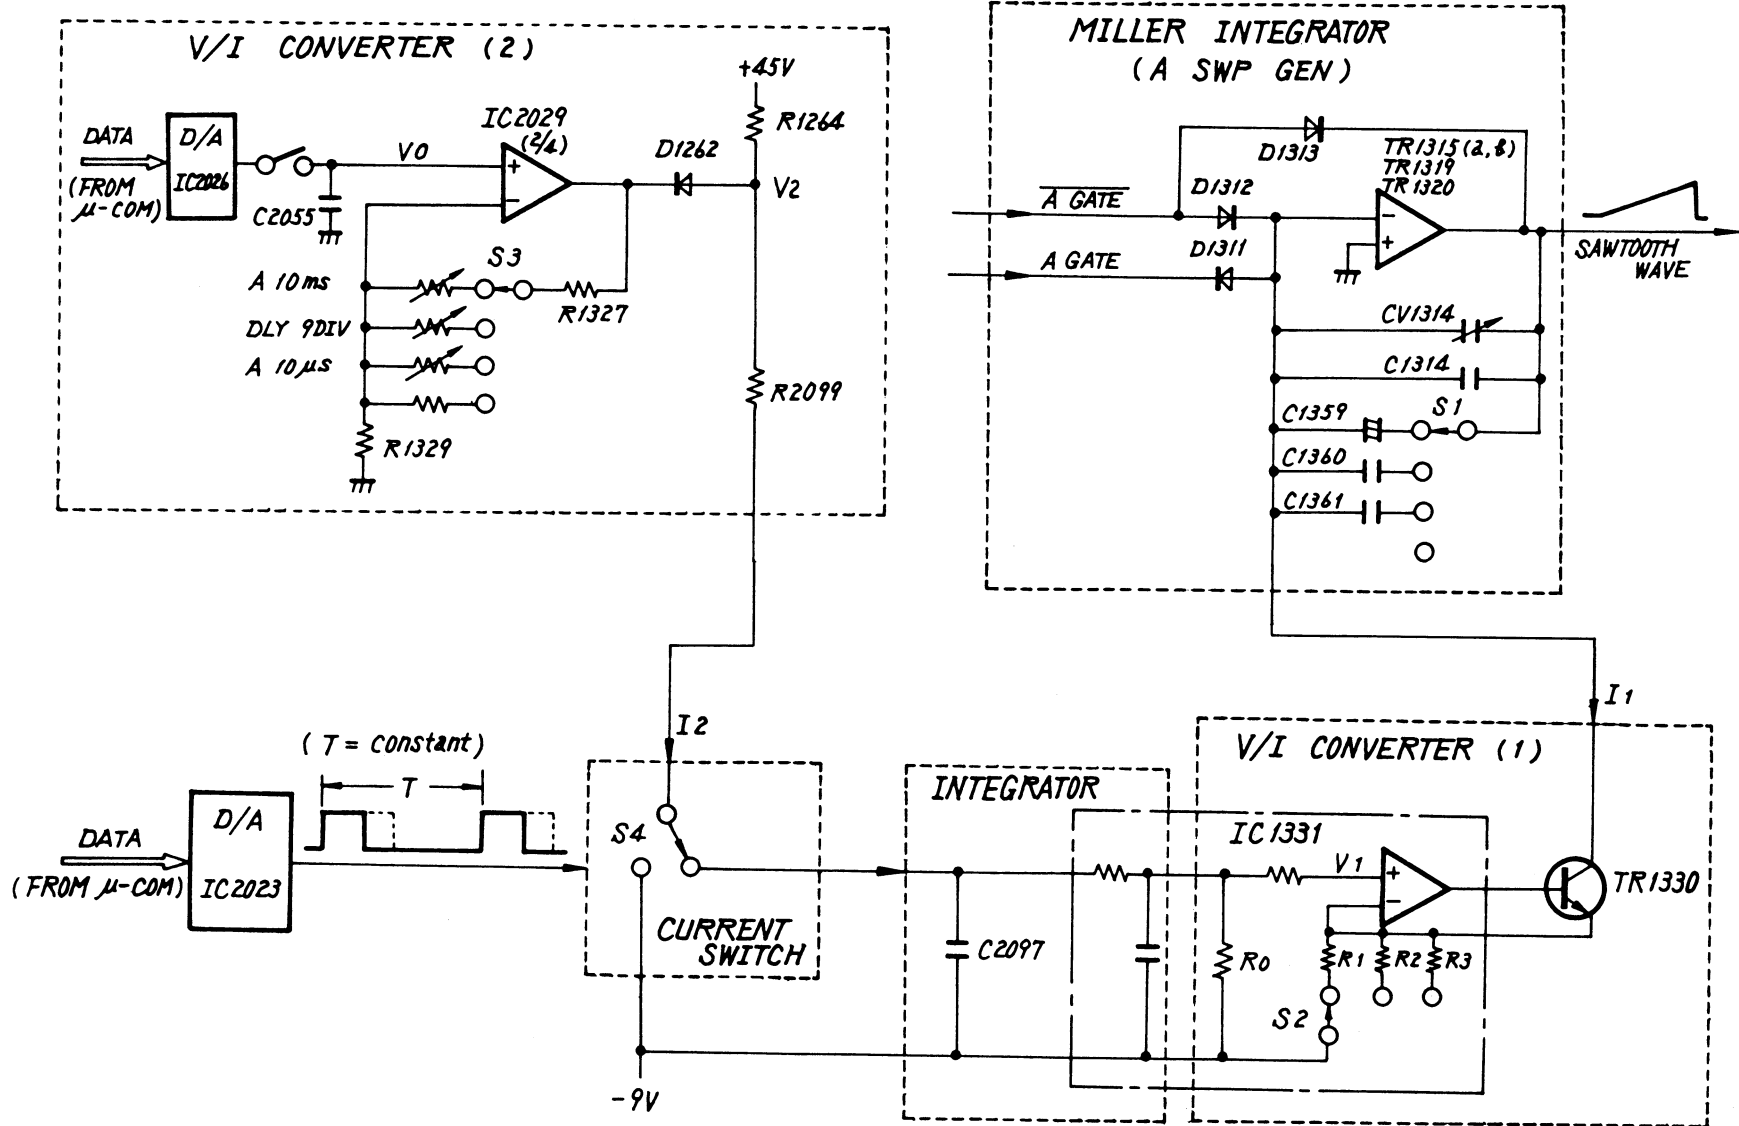 V/I CONVERTER (2)
+45V
R1264
DATA
(FROM
μ-COM)
D/A
IC2026
C2055
V0
IC2029
(2/4)
+
-
D1262
V2
S3
A 10ms
R1327
DLY 9DIV
A 10μs
R1329
R2099
MILLER INTEGRATOR
(A SWP GEN)
D1313
TR1315 (a,b)
TR1319
TR1320
A GATE
D1312
-
+
D1311
A GATE
SAWTOOTH
WAVE
CV1314
C1314
C1359
S1
C1360
C1361
I1
I2
(T = constant)
T
DATA
(FROM μ-COM)
D/A
IC2023
S4
CURRENT
SWITCH
-9V
INTEGRATOR
C2097
V/I CONVERTER (1)
IC1331
V1
+
-
TR1330
R0
R1
R2
R3
S2